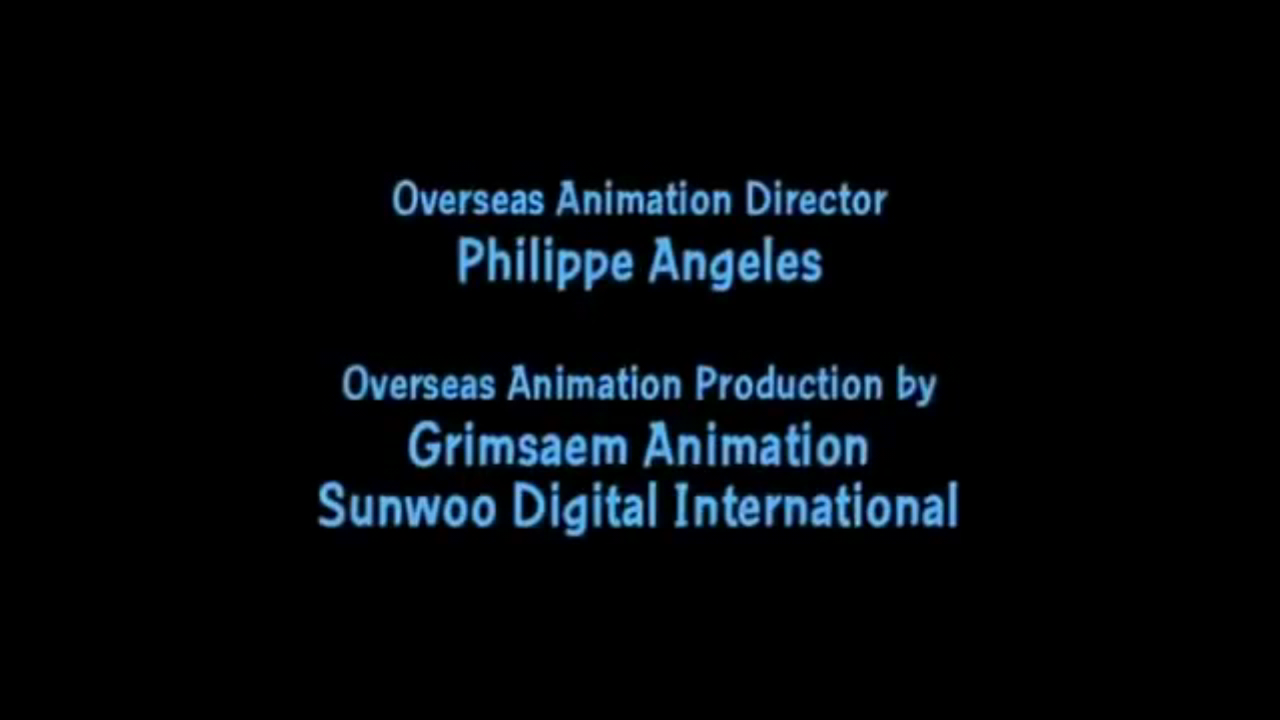 Overseas Animation Director
Philippe Angeles
Overseas Animation Production by
Grimsaem Animation
Sunwoo Digital International